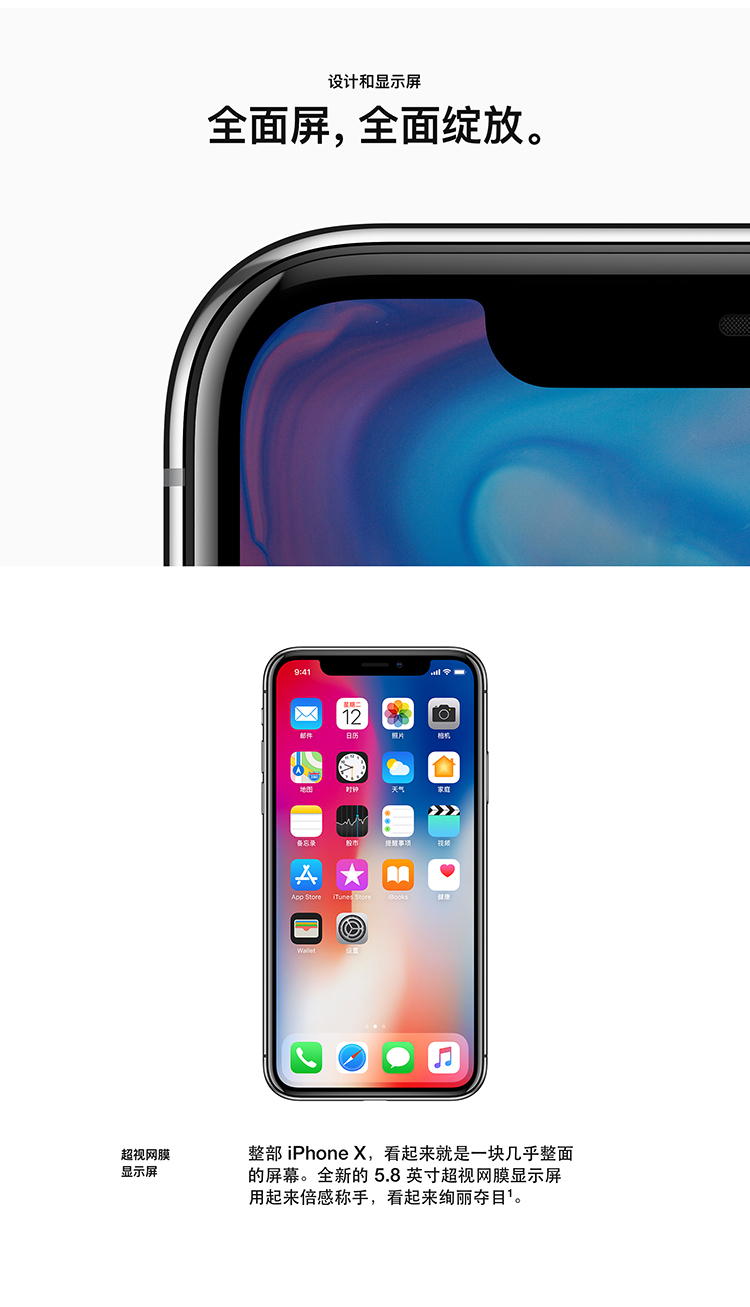 设计和显示屏
全面屏，全面绽放。
9:41
星期二
12
邮件 日历 照片 相机
地图 时钟 天气 家庭
备忘录 股市 提醒事项 视频
App Store iTunes Store iBooks 健康
Wallet 设置
超视网膜
显示屏
整部 iPhone X，看起来就是一块几乎整面
的屏幕。全新的 5.8 英寸超视网膜显示屏
用起来倍感称手，看起来绚丽夺目¹。